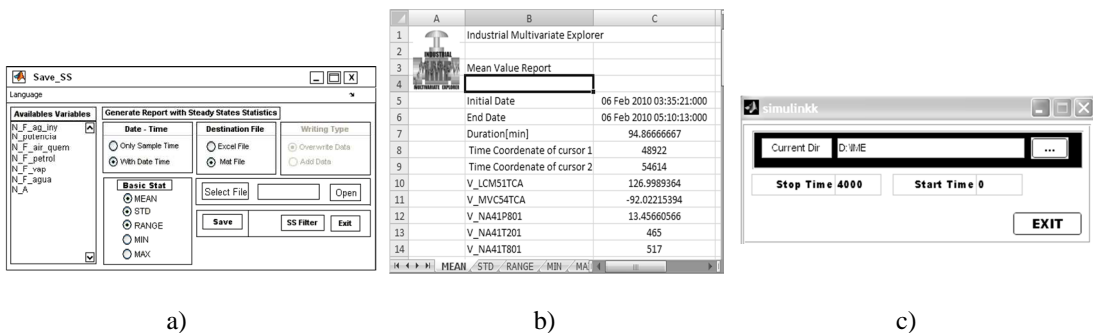 Save_SS
Language
Availables Variables
N_F_ag_iny
N_potencia
N_F_air_quem
N_F_petrol
N_F_vap
N_F_agua
N_A
Generate Report with Steady States Statistics
Date - Time
Only Sample Time
With Date Time
Destination File
Excel File
Mat File
Writing Type
Overwrite Data
Add Data
Basic Stat
MEAN
STD
RANGE
MIN
MAX
Select File
Open
Save
SS Filter
Exit
a)
A B C
1 Industrial Multivariate Explorer
2
3 Mean Value Report
4
INDUSTRIAL
IME
MULTIVARIATE EXPLORER
5 Initial Date 06 Feb 2010 03:35:21:000
6 End Date 06 Feb 2010 05:10:13:000
7 Duration[min] 94.86666667
8 Time Coordenate of cursor 1 48922
9 Time Coordenate of cursor 2 54614
10 V_LCM51TCA 126.9989364
11 V_MVC54TCA -92.02215394
12 V_NA41P801 13.45660566
13 V_NA41T201 465
14 V_NA41T801 517
MEAN STD RANGE MIN MA
b)
simulinkk
Current Dir D:\IME ...
Stop Time 4000 Start Time 0
EXIT
c)